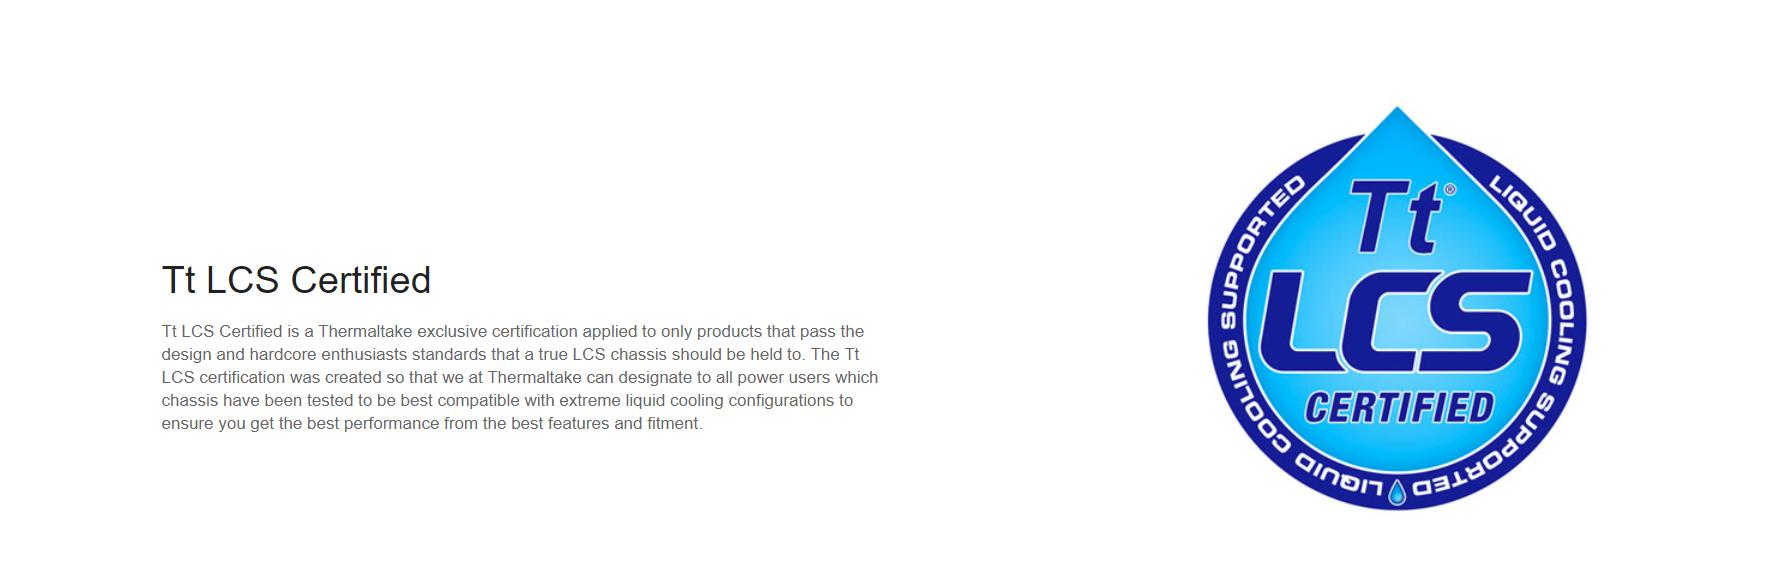 Tt LCS Certified
Tt LCS Certified is a Thermaltake exclusive certification applied to only products that pass the
design and hardcore enthusiasts standards that a true LCS chassis should be held to. The Tt
LCS certification was created so that we at Thermaltake can designate to all power users which
chassis have been tested to be best compatible with extreme liquid cooling configurations to
ensure you get the best performance from the best features and fitment.
Tt®
LCS
CERTIFIED
LIQUID COOLING SUPPORTED
LIQUID COOLING SUPPORTED